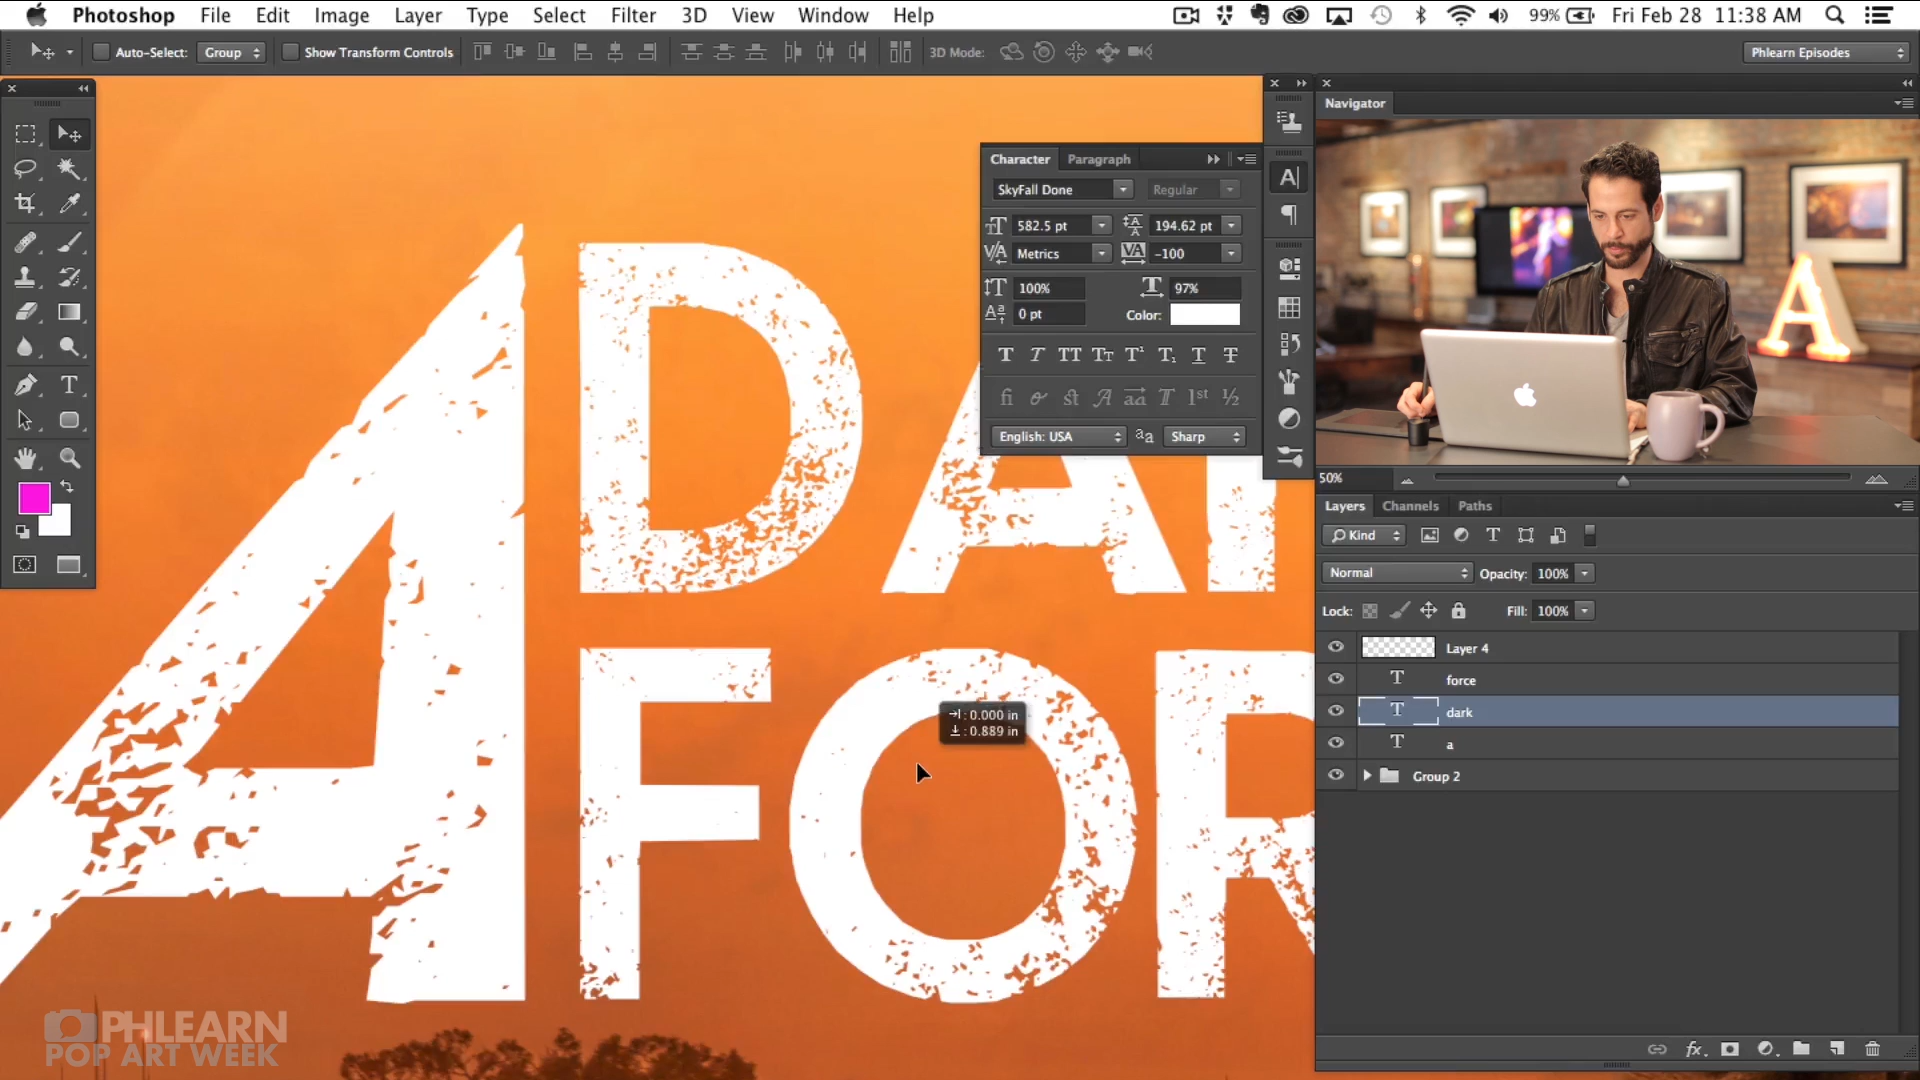 Photoshop File Edit Image Layer Type Select Filter 3D View Window Help 99% Fri Feb 28 11:38 AM
Auto-Select: Group Show Transform Controls 3D Mode: Phlearn Episodes
Navigator
Character Paragraph
SkyFall Done Regular
582.5 pt 194.62 pt
Metrics -100
100% 97%
0 pt Color:
English: USA Sharp
A DA
FOR
→|: 0.000 in
: 0.889 in
50%
Layers Channels Paths
Kind
Normal Opacity: 100%
Lock: Fill: 100%
Layer 4
force
dark
a
Group 2
PHLEARN
POP ART WEEK